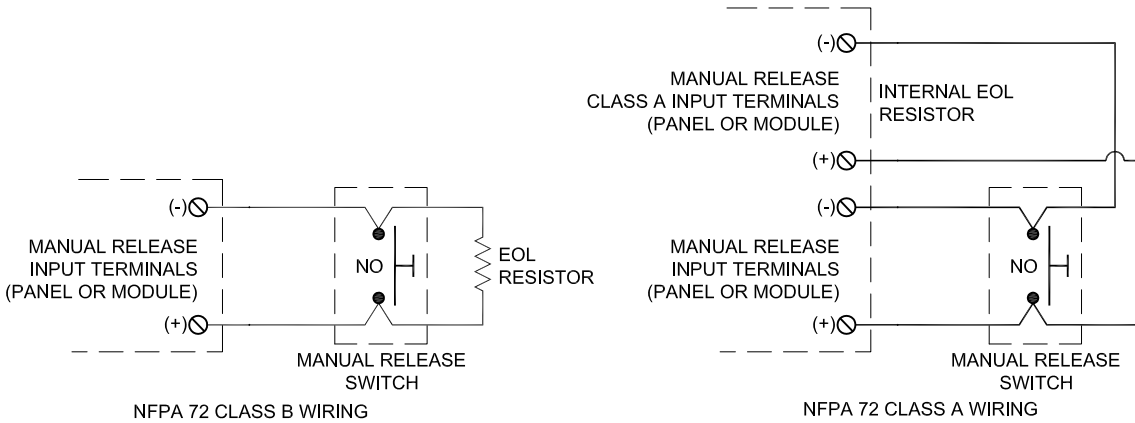 (-)
MANUAL RELEASE
INPUT TERMINALS
(PANEL OR MODULE)
(+)
NO
EOL
RESISTOR
MANUAL RELEASE
SWITCH
NFPA 72 CLASS B WIRING
(-)
MANUAL RELEASE
CLASS A INPUT TERMINALS
(PANEL OR MODULE)
INTERNAL EOL
RESISTOR
(+)
(-)
MANUAL RELEASE
INPUT TERMINALS
(PANEL OR MODULE)
NO
(+)
MANUAL RELEASE
SWITCH
NFPA 72 CLASS A WIRING